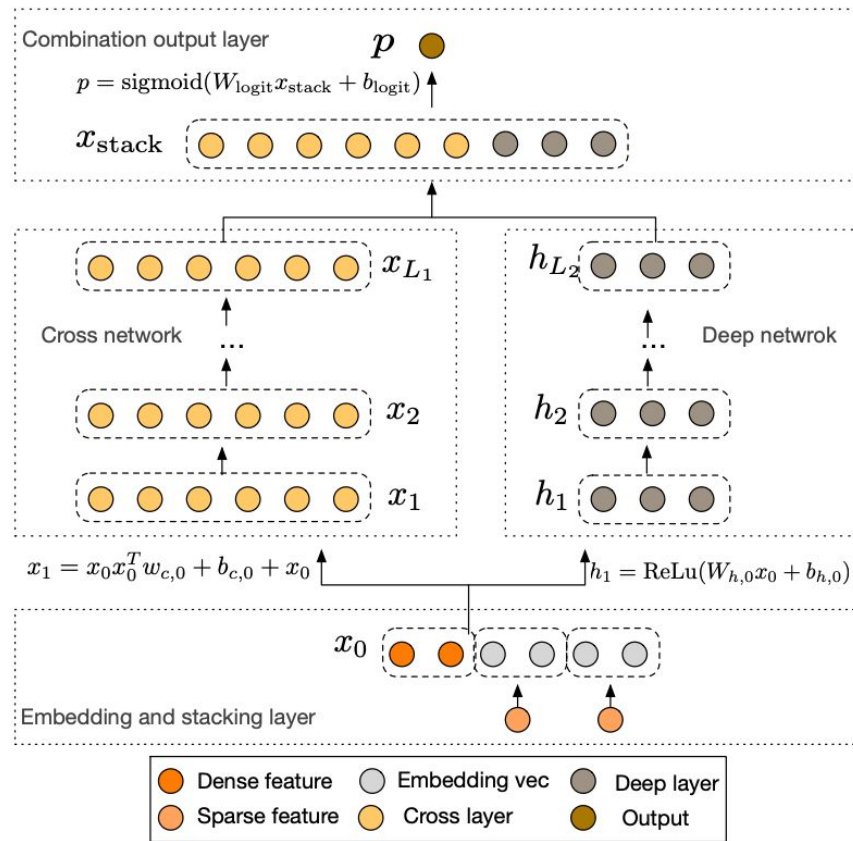 Combination output layer
p
p = sigmoid(W_logit x_stack + b_logit)
x_stack
x_{L_1}
h_{L_2}
Cross network
...
...
Deep netwrok
x_2
h_2
x_1
h_1
x_1 = x_0 x_0^T w_{c,0} + b_{c,0} + x_0
h_1 = ReLu(W_{h,0} x_0 + b_{h,0})
x_0
Embedding and stacking layer
Dense feature
Embedding vec
Deep layer
Sparse feature
Cross layer
Output